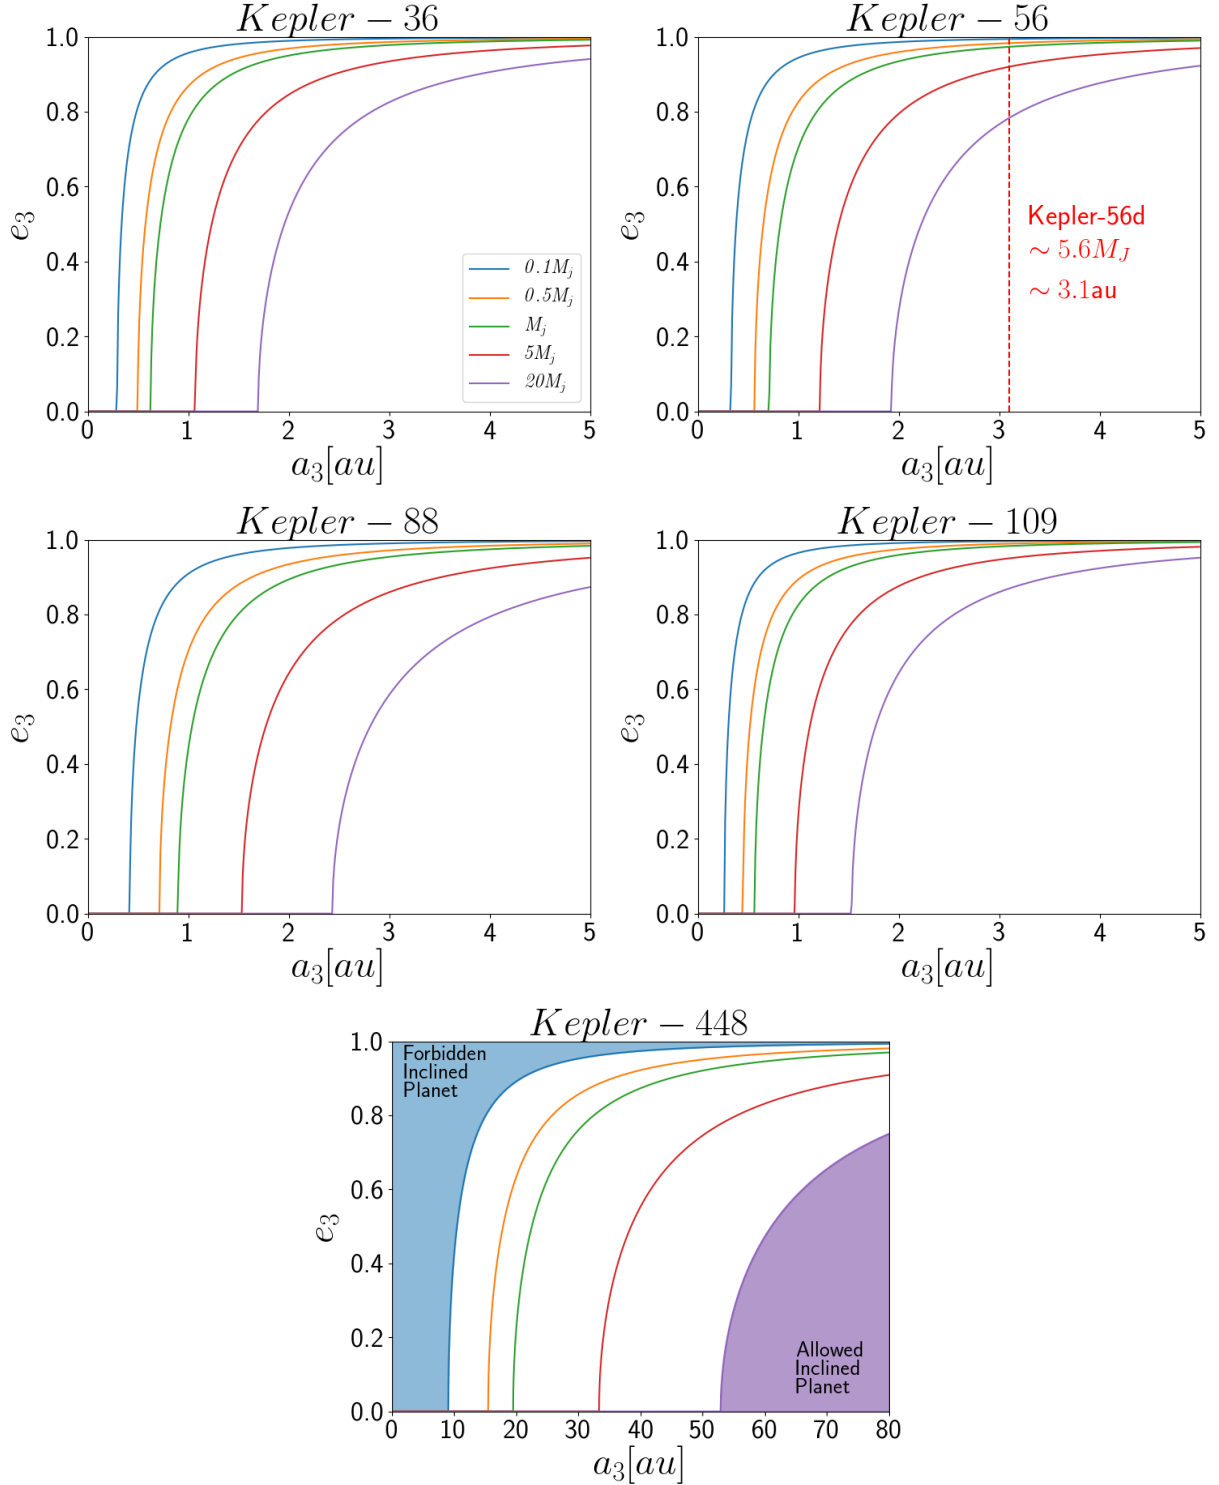 Kepler − 36
1.0
0.8
0.6
0.4
0.2
0.0
e₃
0.1Mⱼ
0.5Mⱼ
Mⱼ
5Mⱼ
20Mⱼ
0 1 2 3 4 5
a₃[au]
Kepler − 56
1.0
0.8
0.6
0.4
0.2
0.0
e₃
Kepler-56d
∼ 5.6M_J
∼ 3.1au
0 1 2 3 4 5
a₃[au]
Kepler − 88
1.0
0.8
0.6
0.4
0.2
0.0
e₃
0 1 2 3 4 5
a₃[au]
Kepler − 109
1.0
0.8
0.6
0.4
0.2
0.0
e₃
0 1 2 3 4 5
a₃[au]
Kepler − 448
1.0
0.8
0.6
0.4
0.2
0.0
e₃
Forbidden
Inclined
Planet
Allowed
Inclined
Planet
0 10 20 30 40 50 60 70 80
a₃[au]